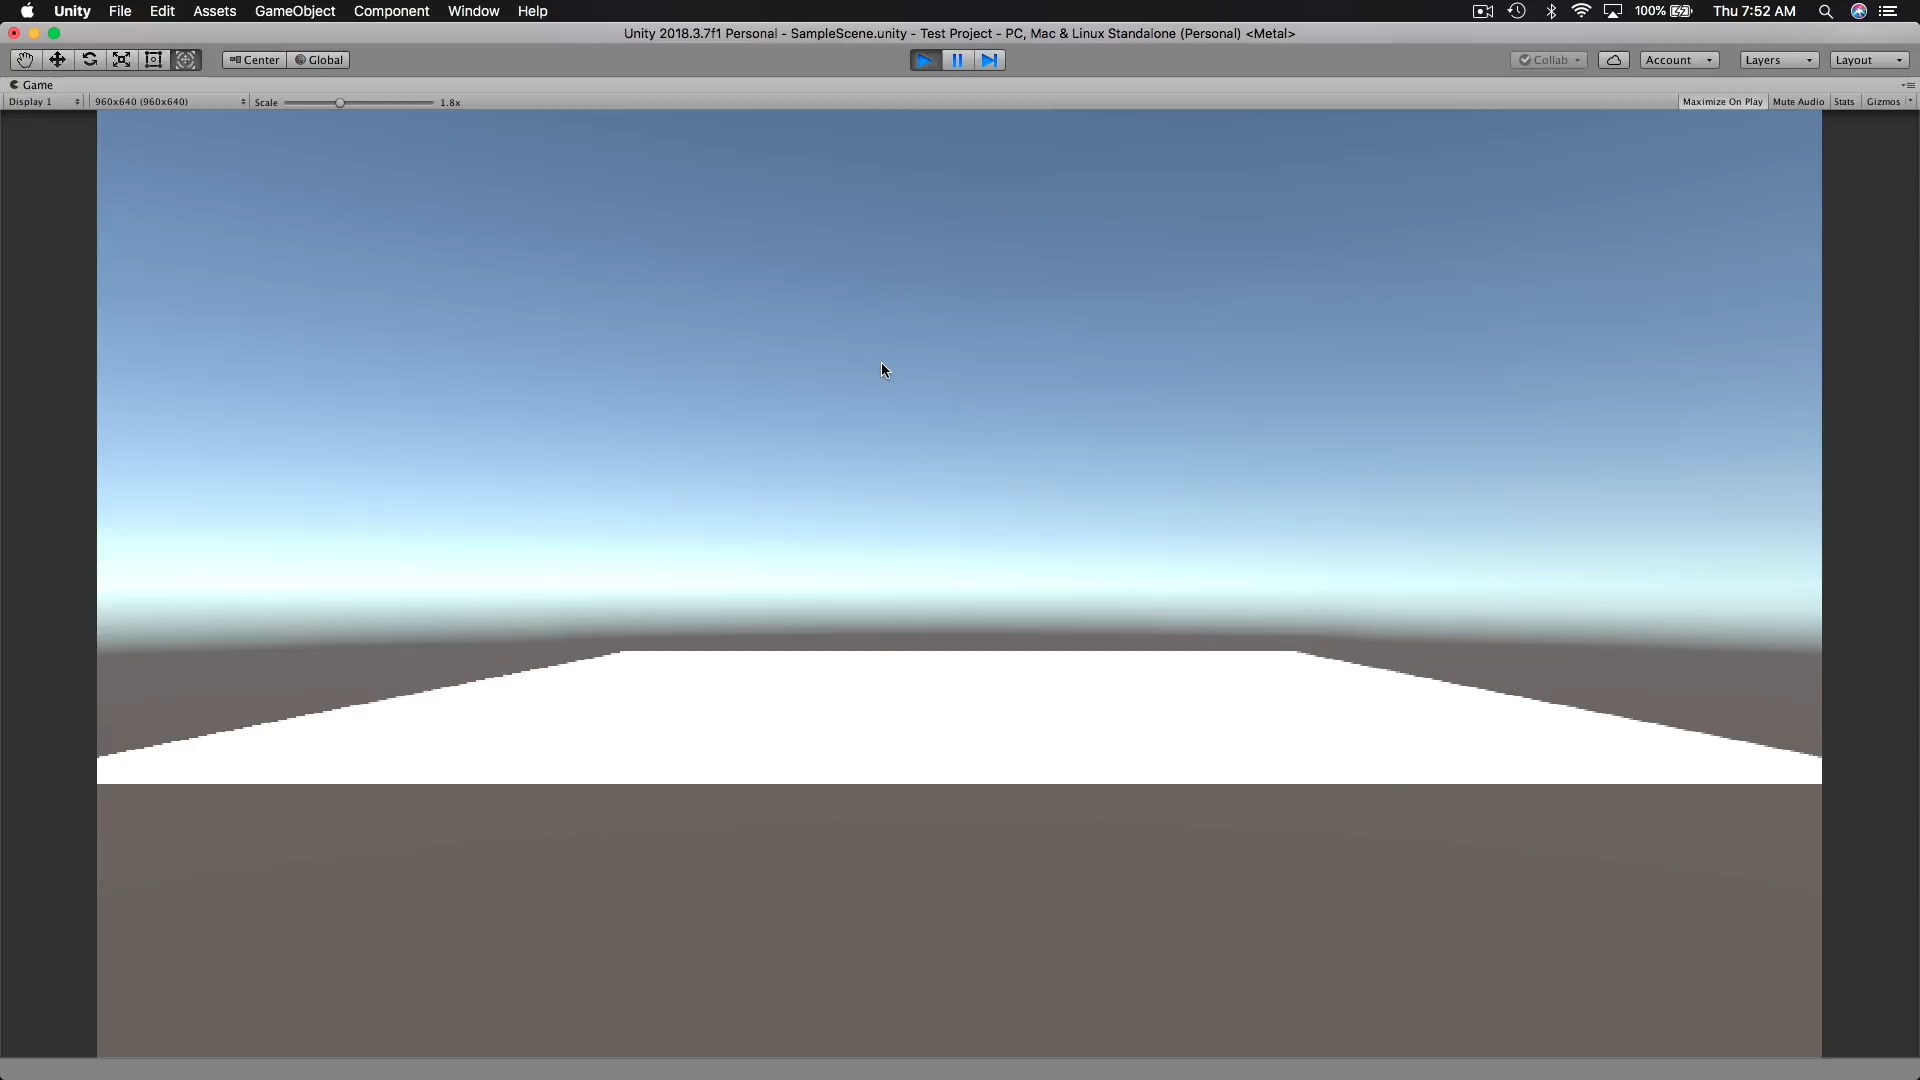 Unity File Edit Assets GameObject Component Window Help 100% Thu 7:52 AM
Unity 2018.3.7f1 Personal - SampleScene.unity - Test Project - PC, Mac & Linux Standalone (Personal) <Metal>
Center Global Collab Account Layers Layout
Game
Display 1 960x640 (960x640) Scale 1.8x Maximize On Play Mute Audio Stats Gizmos